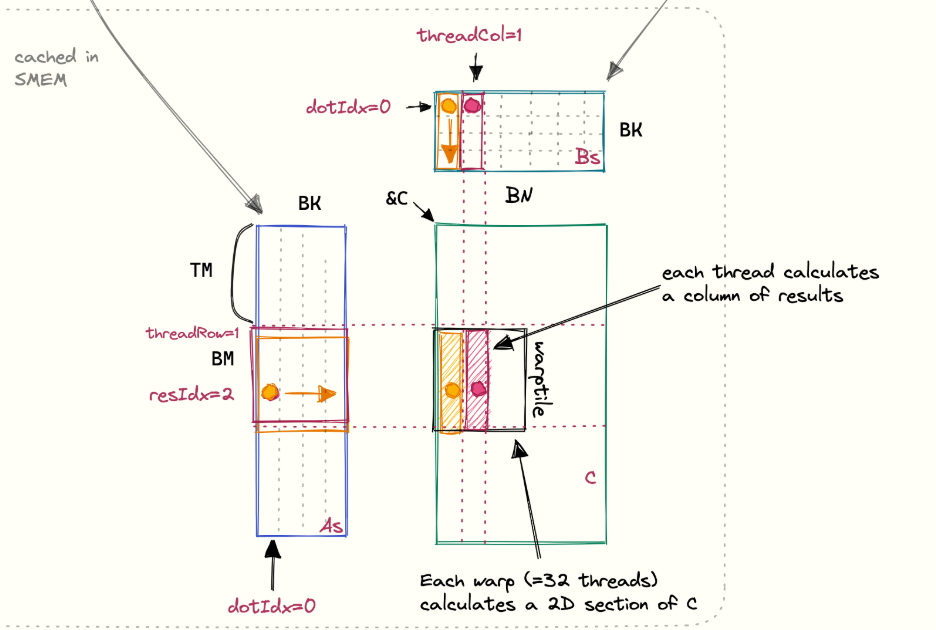 threadCol=1
cached in
SMEM
dotIdx=0
BK
Bs
BK
&C
BN
TM
each thread calculates
a column of results
threadRow=1
BM
warptile
resIdx=2
C
As
Each warp (=32 threads)
calculates a 2D section of C
dotIdx=0